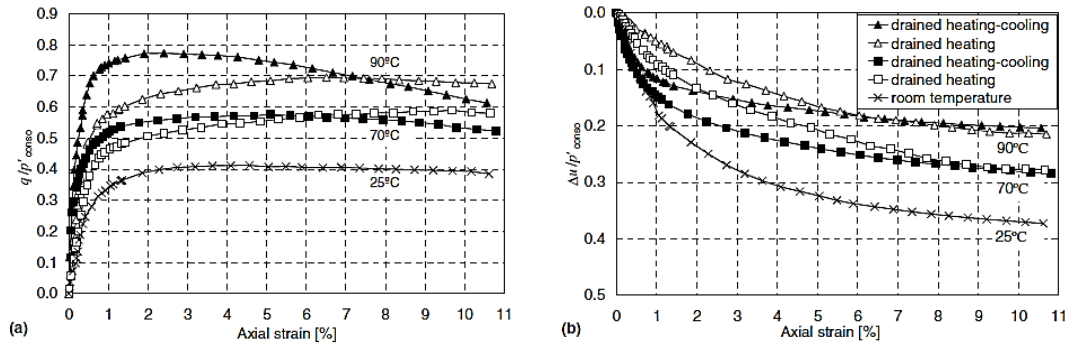 0.9
0.8
0.7
0.6
0.5
0.4
0.3
0.2
0.1
0.0
q /p'conso
90ºC
70ºC
25ºC
0 1 2 3 4 5 6 7 8 9 10 11
Axial strain [%]
(a)
0.0
0.1
0.2
0.3
0.4
0.5
Δu/p'conso
drained heating-cooling
drained heating
drained heating-cooling
drained heating
room temperature
90ºC
70ºC
25ºC
0 1 2 3 4 5 6 7 8 9 10 11
Axial strain [%]
(b)